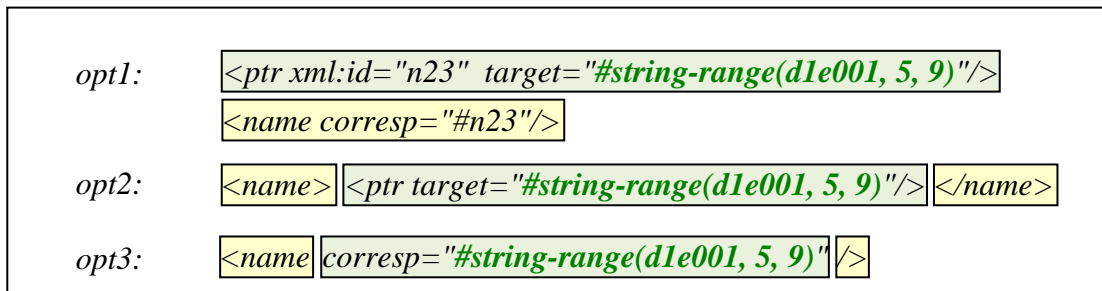 opt1: <ptr xml:id="n23" target="#string-range(d1e001, 5, 9)"/>
<name corresp="#n23"/>
opt2: <name> <ptr target="#string-range(d1e001, 5, 9)"/> </name>
opt3: <name corresp="#string-range(d1e001, 5, 9)" />